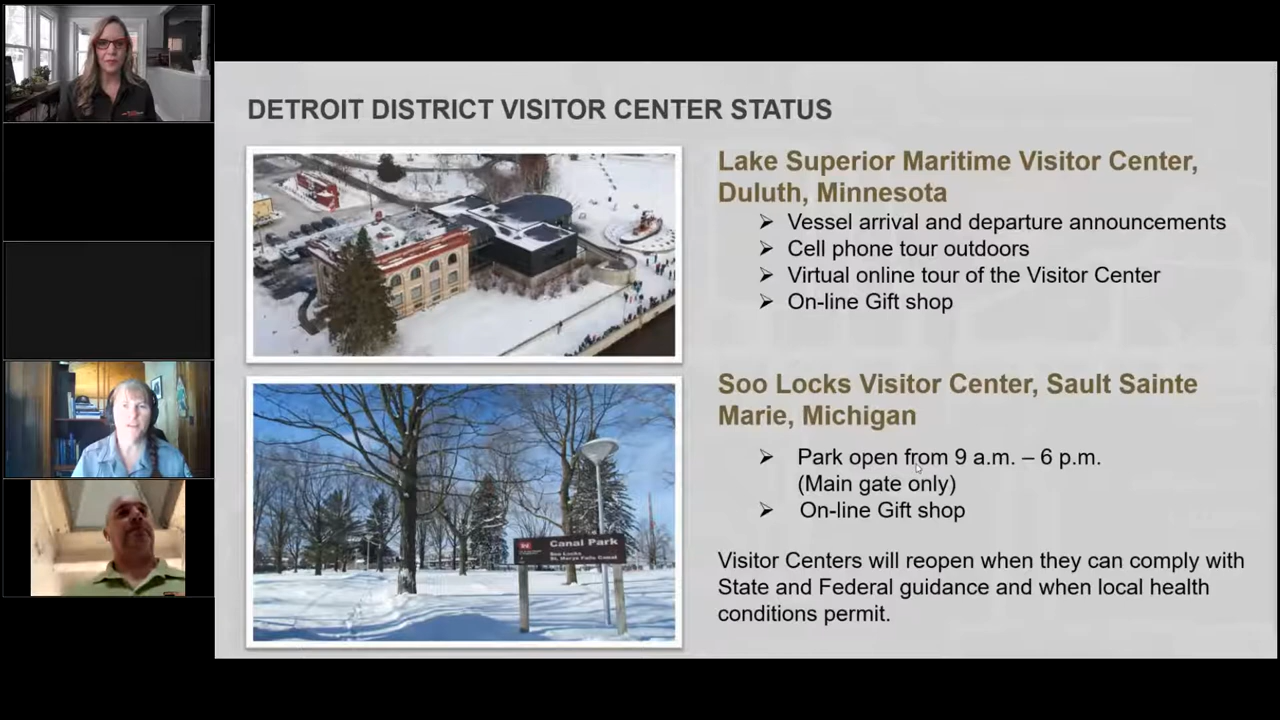 DETROIT DISTRICT VISITOR CENTER STATUS
Lake Superior Maritime Visitor Center,
Duluth, Minnesota
➢ Vessel arrival and departure announcements
➢ Cell phone tour outdoors
➢ Virtual online tour of the Visitor Center
➢ On-line Gift shop
Soo Locks Visitor Center, Sault Sainte
Marie, Michigan
➢ Park open from 9 a.m. – 6 p.m.
(Main gate only)
➢ On-line Gift shop
Visitor Centers will reopen when they can comply with
State and Federal guidance and when local health
conditions permit.
Canal Park
Soo Locks
St. Marys Falls Canal